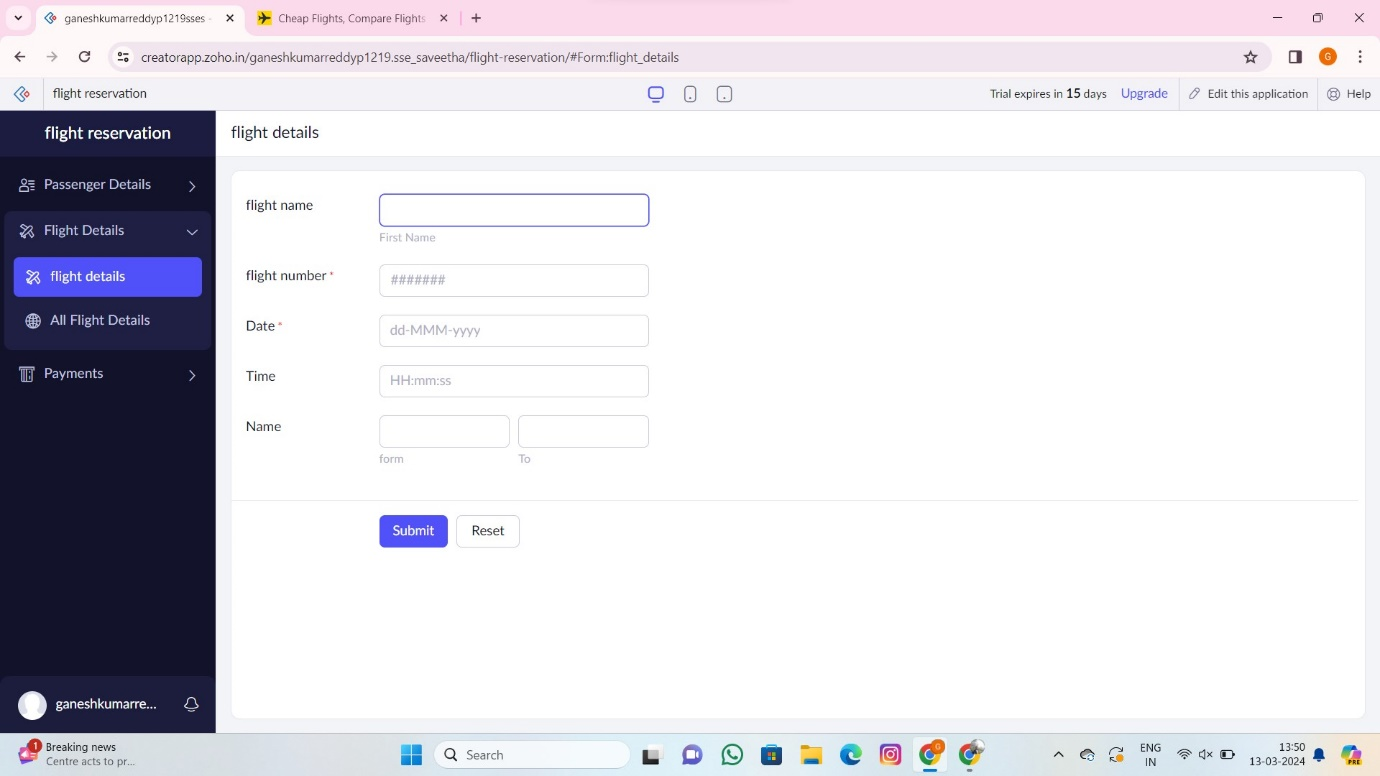 ganeshkumarreddyp1219sses -
Cheap Flights, Compare Flights
creatorapp.zoho.in/ganeshkumarreddyp1219.sse_saveetha/flight-reservation/#Form:flight_details
G
flight reservation
Trial expires in 15 days Upgrade
Edit this application
Help
flight reservation
flight details
Passenger Details
Flight Details
flight details
All Flight Details
Payments
flight name
First Name
flight number *
#######
Date *
dd-MMM-yyyy
Time
HH:mm:ss
Name
form
To
Submit
Reset
ganeshkumarre...
1
Breaking news
Centre acts to pr...
Search
G
ENG
IN
13:50
13-03-2024
PRE